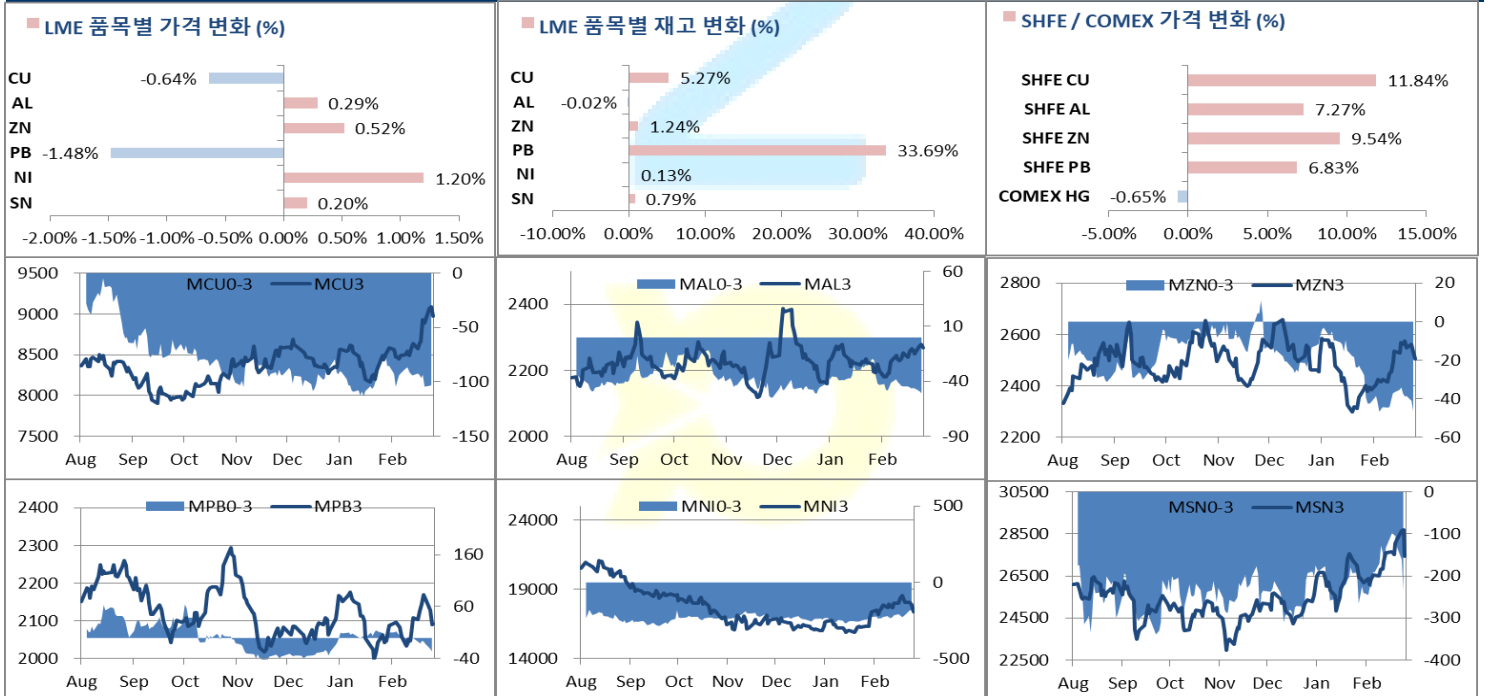 LME 품목별 가격 변화 (%)
CU -0.64%
AL 0.29%
ZN 0.52%
PB -1.48%
NI 1.20%
SN 0.20%
-2.00% -1.50% -1.00% -0.50% 0.00% 0.50% 1.00% 1.50%
LME 품목별 재고 변화 (%)
CU 5.27%
AL -0.02%
ZN 1.24%
PB 33.69%
NI 0.13%
SN 0.79%
-10.00% 0.00% 10.00% 20.00% 30.00% 40.00%
SHFE / COMEX 가격 변화 (%)
SHFE CU 11.84%
SHFE AL 7.27%
SHFE ZN 9.54%
SHFE PB 6.83%
COMEX HG -0.65%
-5.00% 0.00% 5.00% 10.00% 15.00%
MCU0-3 MCU3
9500 0
9000
-50
8500
8000
-100
7500 -150
Aug Sep Oct Nov Dec Jan Feb
MAL0-3 MAL3
60
2400
10
2200
-40
2000 -90
Aug Sep Oct Nov Dec Jan Feb
MZN0-3 MZN3
2800 20
0
2600
-20
2400
-40
2200 -60
Aug Sep Oct Nov Dec Jan Feb
MPB0-3 MPB3
2400
2300
160
2200
2100
60
2000 -40
Aug Sep Oct Nov Dec Jan Feb
MNI0-3 MNI3
24000
500
19000
0
14000 -500
Aug Sep Oct Nov Dec Jan Feb
MSN0-3 MSN3
30500 0
28500
-100
26500
-200
24500
-300
22500 -400
Aug Sep Oct Nov Dec Jan Feb